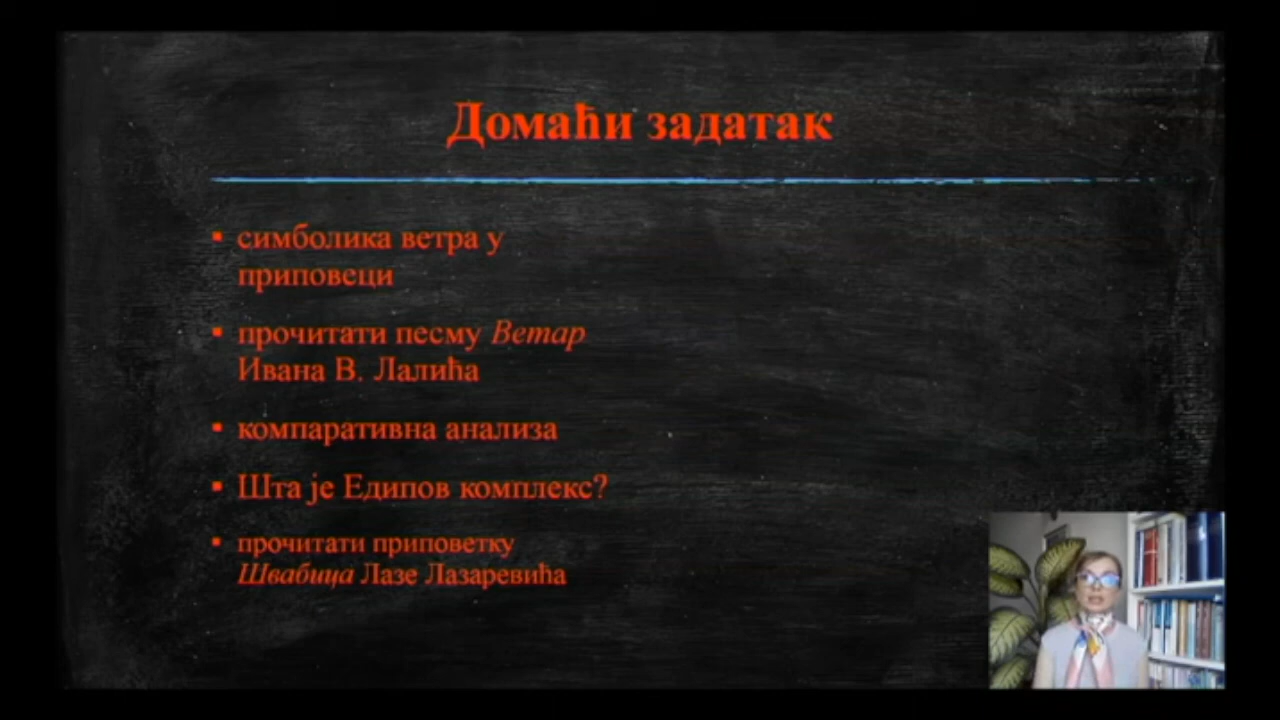 Домаћи задатак
▪ симболика ветра у
приповеци
▪ прочитати песму Ветар
Ивана В. Лалића
▪ компаративна анализа
▪ Шта је Едипов комплекс?
▪ прочитати приповетку
Швабица Лазе Лазаревића